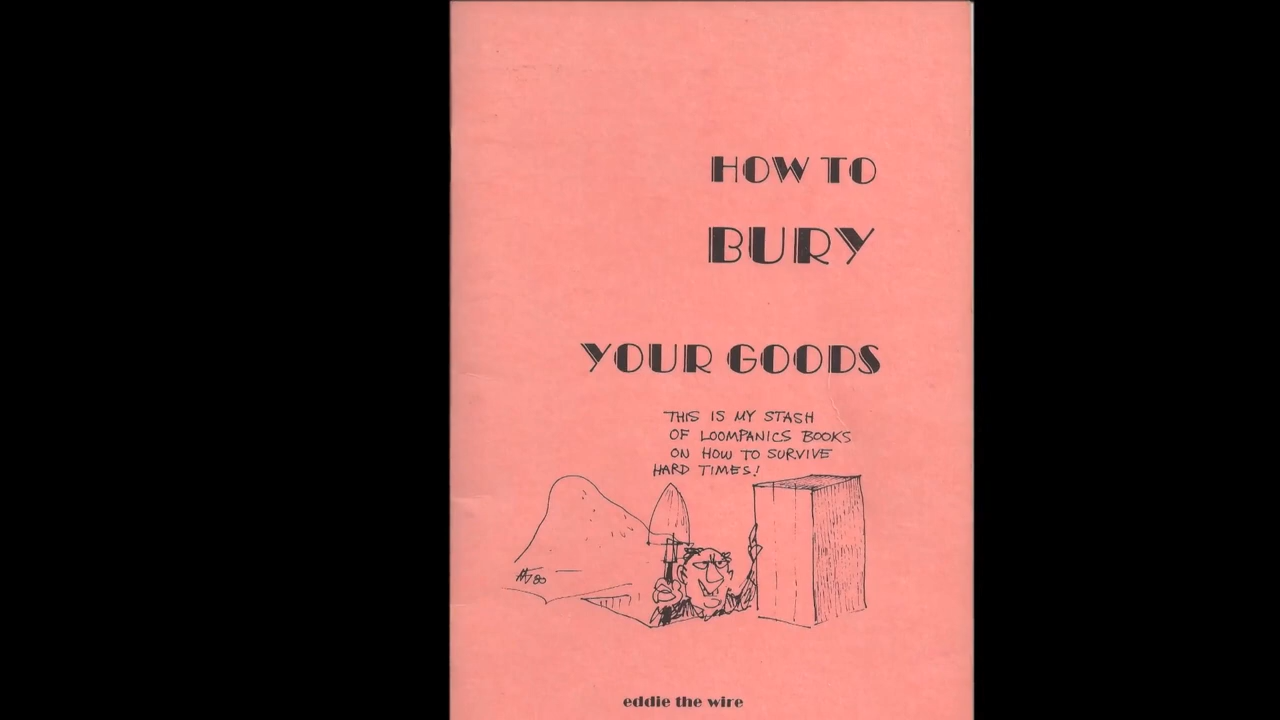 HOW TO
BURY
YOUR GOODS
THIS IS MY STASH
OF LOOMPANICS BOOKS
ON HOW TO SURVIVE
HARD TIMES!
eddie the wire